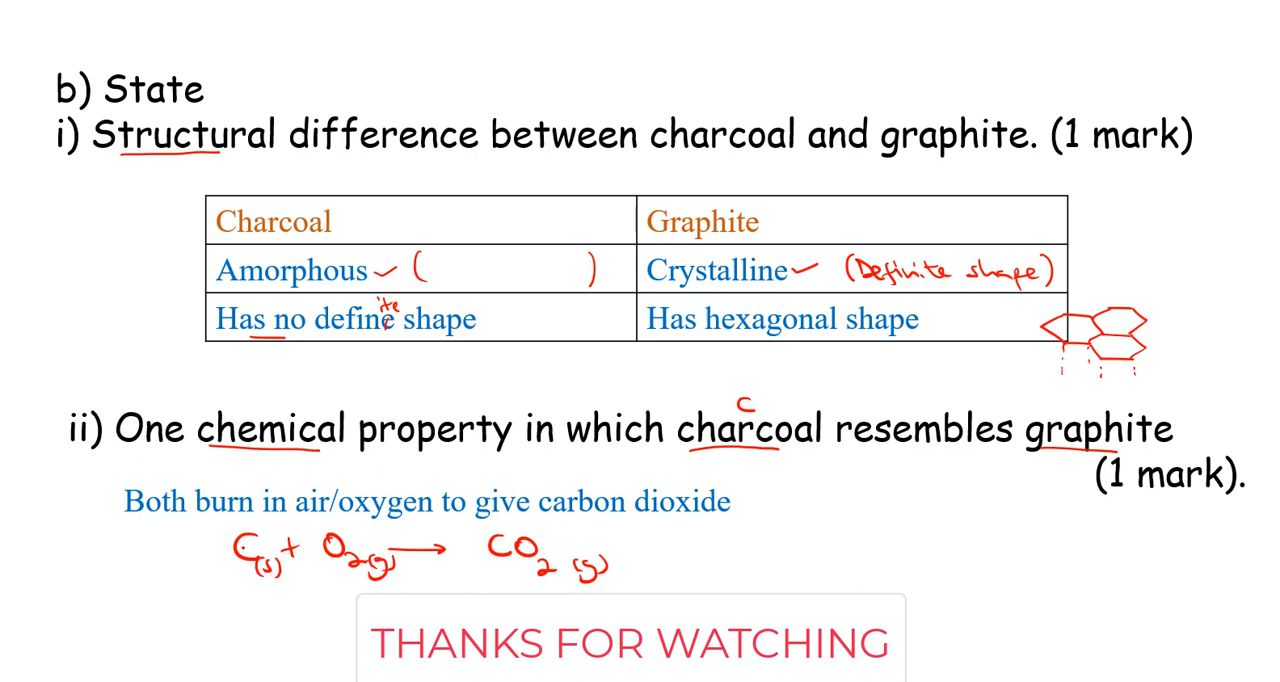 b) State
i) Structural difference between charcoal and graphite. (1 mark)
Charcoal Graphite
Amorphous ✓ ( ) Crystalline ✓ (Definite shape)
ite
Has no define shape Has hexagonal shape
C
ii) One chemical property in which charcoal resembles graphite
(1 mark).
Both burn in air/oxygen to give carbon dioxide
C(s) + O2(g) → CO2 (g)
THANKS FOR WATCHING